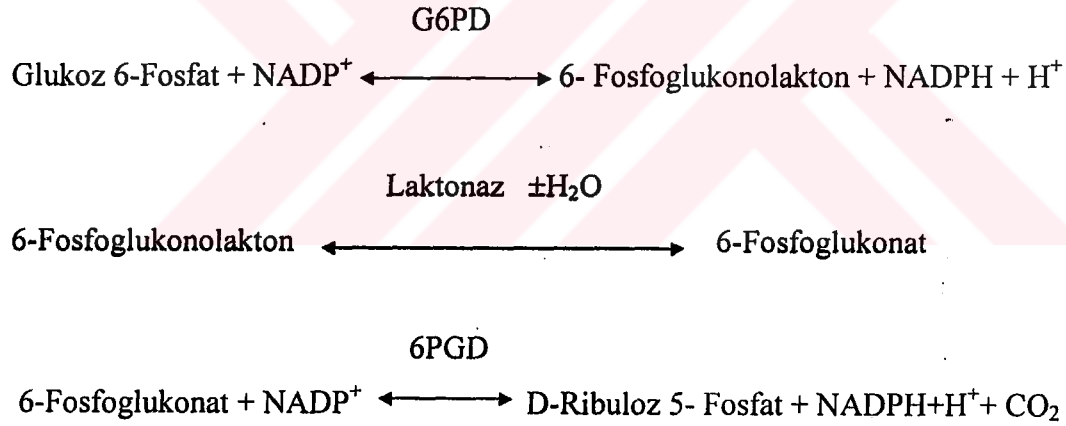 G6PD
Glukoz 6-Fosfat + NADP⁺ ⟷ 6- Fosfoglukonolakton + NADPH + H⁺
Laktonaz ±H₂O
6-Fosfoglukonolakton ⟷ 6-Fosfoglukonat
6PGD
6-Fosfoglukonat + NADP⁺ ⟷ D-Ribuloz 5- Fosfat + NADPH+H⁺+ CO₂